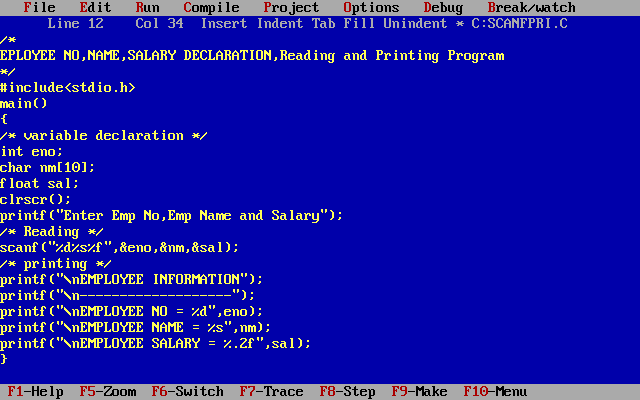 File Edit Run Compile Project Options Debug Break/watch
Line 12 Col 34 Insert Indent Tab Fill Unindent * C:SCANFPRI.C
/*
EPLOYEE NO,NAME,SALARY DECLARATION,Reading and Printing Program
*/
#include<stdio.h>
main()
{
/* variable declaration */
int eno;
char nm[10];
float sal;
clrscr();
printf("Enter Emp No,Emp Name and Salary");
/* Reading */
scanf("%d%s%f",&eno,&nm,&sal);
/* printing */
printf("\nEMPLOYEE INFORMATION");
printf("\n-------------------");
printf("\nEMPLOYEE NO = %d",eno);
printf("\nEMPLOYEE NAME = %s",nm);
printf("\nEMPLOYEE SALARY = %.2f",sal);
}
F1-Help F5-Zoom F6-Switch F7-Trace F8-Step F9-Make F10-Menu